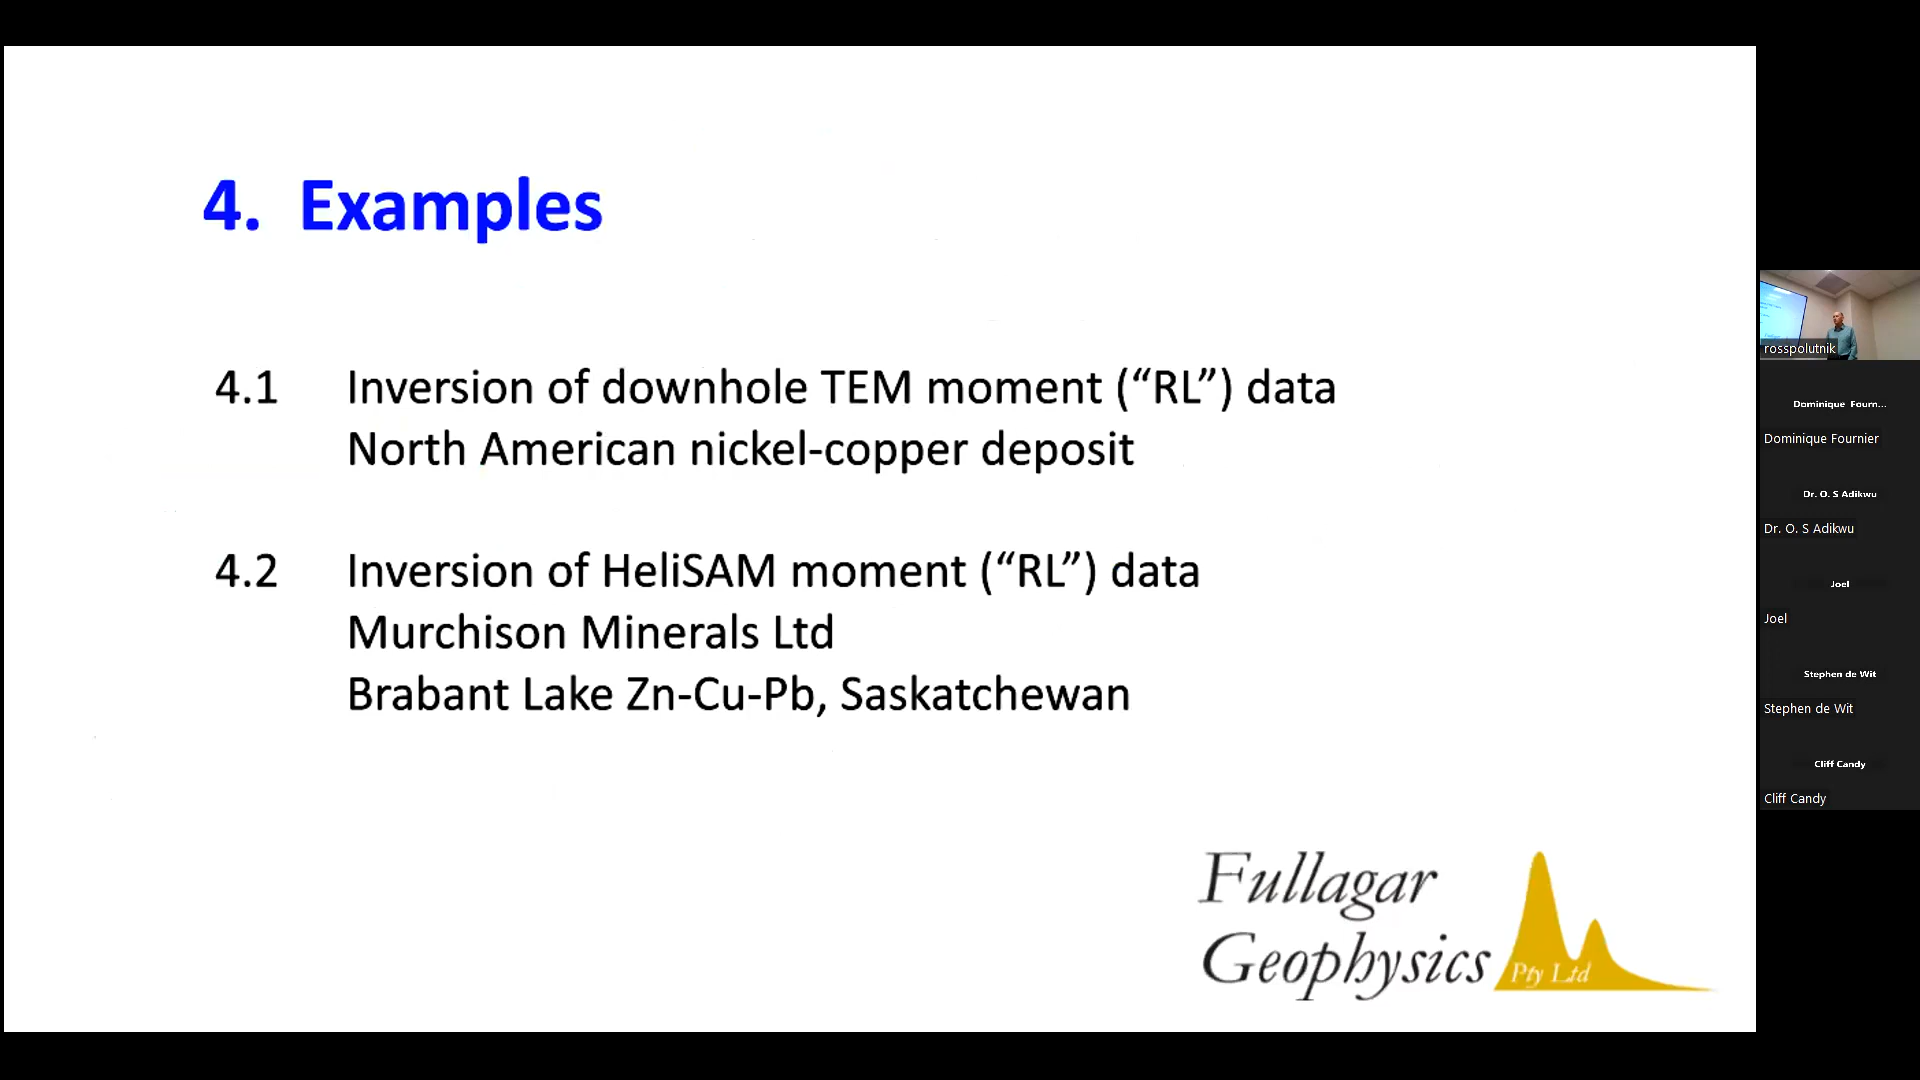 4. Examples
4.1 Inversion of downhole TEM moment (“RL”) data
North American nickel-copper deposit
4.2 Inversion of HeliSAM moment (“RL”) data
Murchison Minerals Ltd
Brabant Lake Zn-Cu-Pb, Saskatchewan
Fullagar
Geophysics
Pty Ltd
rosspolutnik
Dominique Fourn...
Dominique Fournier
Dr. O. S Adikwu
Dr. O. S Adikwu
Joel
Joel
Stephen de Wit
Stephen de Wit
Cliff Candy
Cliff Candy